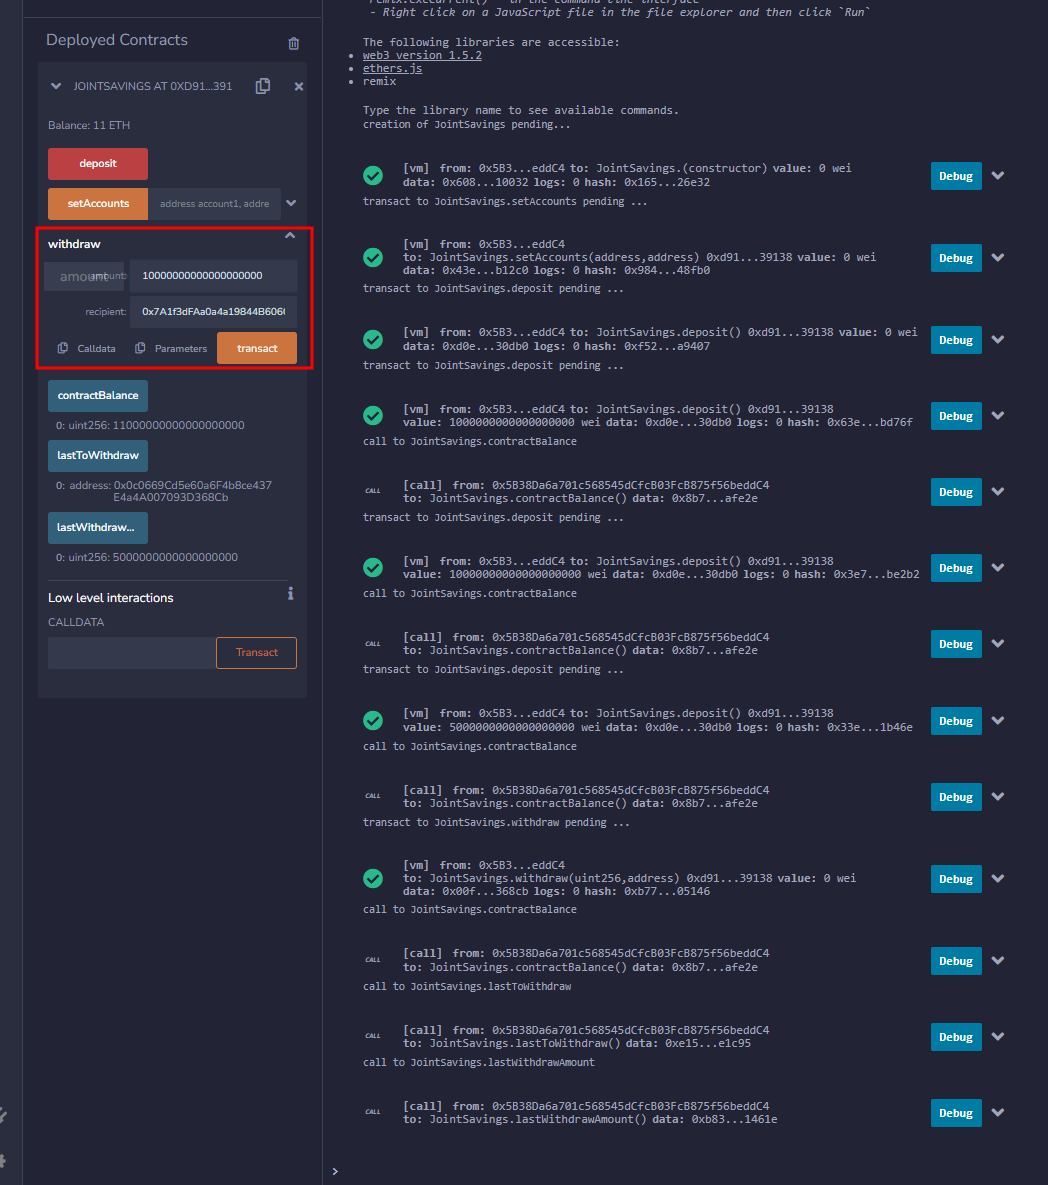 Deployed Contracts
JOINTSAVINGS AT 0XD91...391
Balance: 11 ETH
deposit
setAccounts address account1, addre
withdraw
amount
amount: 10000000000000000000
recipient: 0x7A1f3dFAa0a4a19844B606
Calldata Parameters transact
contractBalance
0: uint256: 11000000000000000000
lastToWithdraw
0: address: 0x0c0669Cd5e60a6F4b8ce437
E4a4A007093D368Cb
lastWithdraw...
0: uint256: 5000000000000000000
Low level interactions
CALLDATA
Transact
- Right click on a JavaScript file in the file explorer and then click `Run`
The following libraries are accessible:
web3 version 1.5.2
ethers.js
remix
Type the library name to see available commands.
creation of JointSavings pending...
[vm] from: 0x5B3...eddC4 to: JointSavings.(constructor) value: 0 wei Debug
data: 0x608...10032 logs: 0 hash: 0x165...26e32
transact to JointSavings.setAccounts pending ...
[vm] from: 0x5B3...eddC4
to: JointSavings.setAccounts(address,address) 0xd91...39138 value: 0 wei Debug
data: 0x43e...b12c0 logs: 0 hash: 0x984...48fb0
transact to JointSavings.deposit pending ...
[vm] from: 0x5B3...eddC4 to: JointSavings.deposit() 0xd91...39138 value: 0 wei Debug
data: 0xd0e...30db0 logs: 0 hash: 0xf52...a9407
transact to JointSavings.deposit pending ...
[vm] from: 0x5B3...eddC4 to: JointSavings.deposit() 0xd91...39138 Debug
value: 1000000000000000000 wei data: 0xd0e...30db0 logs: 0 hash: 0x63e...bd76f
call to JointSavings.contractBalance
CALL [call] from: 0x5B38Da6a701c568545dCfcB03FcB875f56beddC4 Debug
to: JointSavings.contractBalance() data: 0x8b7...afe2e
transact to JointSavings.deposit pending ...
[vm] from: 0x5B3...eddC4 to: JointSavings.deposit() 0xd91...39138 Debug
value: 10000000000000000000 wei data: 0xd0e...30db0 logs: 0 hash: 0x3e7...be2b2
call to JointSavings.contractBalance
CALL [call] from: 0x5B38Da6a701c568545dCfcB03FcB875f56beddC4 Debug
to: JointSavings.contractBalance() data: 0x8b7...afe2e
transact to JointSavings.deposit pending ...
[vm] from: 0x5B3...eddC4 to: JointSavings.deposit() 0xd91...39138 Debug
value: 5000000000000000000 wei data: 0xd0e...30db0 logs: 0 hash: 0x33e...1b46e
call to JointSavings.contractBalance
CALL [call] from: 0x5B38Da6a701c568545dCfcB03FcB875f56beddC4 Debug
to: JointSavings.contractBalance() data: 0x8b7...afe2e
transact to JointSavings.withdraw pending ...
[vm] from: 0x5B3...eddC4
to: JointSavings.withdraw(uint256,address) 0xd91...39138 value: 0 wei Debug
data: 0x00f...368cb logs: 0 hash: 0xb77...05146
call to JointSavings.contractBalance
CALL [call] from: 0x5B38Da6a701c568545dCfcB03FcB875f56beddC4 Debug
to: JointSavings.contractBalance() data: 0x8b7...afe2e
call to JointSavings.lastToWithdraw
CALL [call] from: 0x5B38Da6a701c568545dCfcB03FcB875f56beddC4 Debug
to: JointSavings.lastToWithdraw() data: 0xe15...e1c95
call to JointSavings.lastWithdrawAmount
CALL [call] from: 0x5B38Da6a701c568545dCfcB03FcB875f56beddC4 Debug
to: JointSavings.lastWithdrawAmount() data: 0xb83...1461e
>